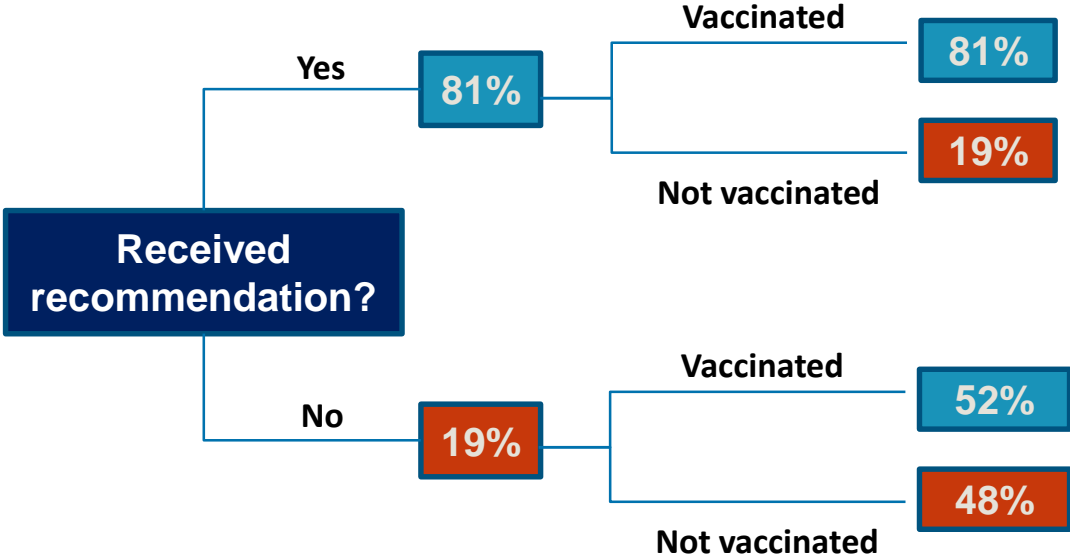 Vaccinated
81%
Yes
81%
19%
Not vaccinated
Received
recommendation?
Vaccinated
52%
No
19%
48%
Not vaccinated